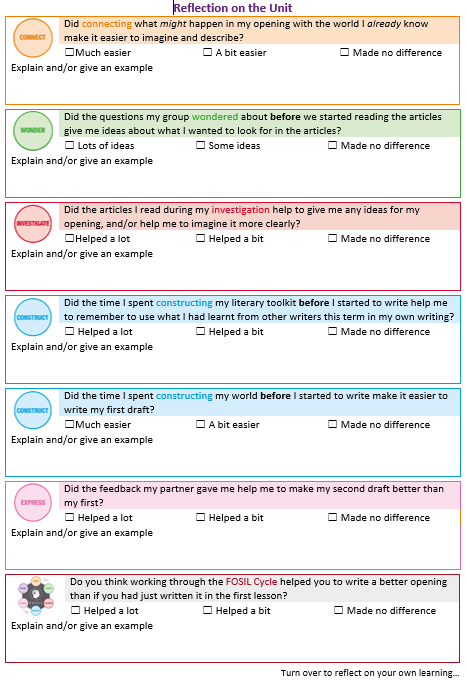 Reflection on the Unit
CONNECT
Did connecting what might happen in my opening with the world I already know
make it easier to imagine and describe?
☐Much easier ☐ A bit easier ☐ Made no difference
Explain and/or give an example
WONDER
Did the questions my group wondered about before we started reading the articles
give me ideas about what I wanted to look for in the articles?
☐ Lots of ideas ☐ Some ideas ☐ Made no difference
Explain and/or give an example
INVESTIGATE
Did the articles I read during my investigation help to give me any ideas for my
opening, and/or help me to imagine it more clearly?
☐Helped a lot ☐ Helped a bit ☐ Made no difference
Explain and/or give an example
CONSTRUCT
Did the time I spent constructing my literary toolkit before I started to write help me
to remember to use what I had learnt from other writers this term in my own writing?
☐ Helped a lot ☐ Helped a bit ☐ Made no difference
Explain and/or give an example
CONSTRUCT
Did the time I spent constructing my world before I started to write make it easier to
write my first draft?
☐Much easier ☐ A bit easier ☐ Made no difference
Explain and/or give an example
EXPRESS
Did the feedback my partner gave me help me to make my second draft better than
my first?
☐ Helped a lot ☐ Helped a bit ☐ Made no difference
Explain and/or give an example
Do you think working through the FOSIL Cycle helped you to write a better opening
than if you had just written it in the first lesson?
☐ Helped a lot ☐ Helped a bit ☐ Made no difference
Explain and/or give an example
Turn over to reflect on your own learning...